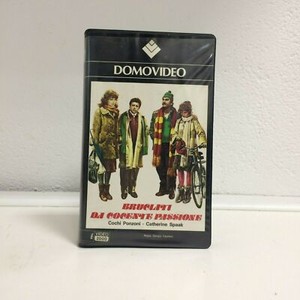 DOMOVIDEO
BRUCIATI
DA COCENTE PASSIONE
Cochi Ponzoni - Catherine Spaak